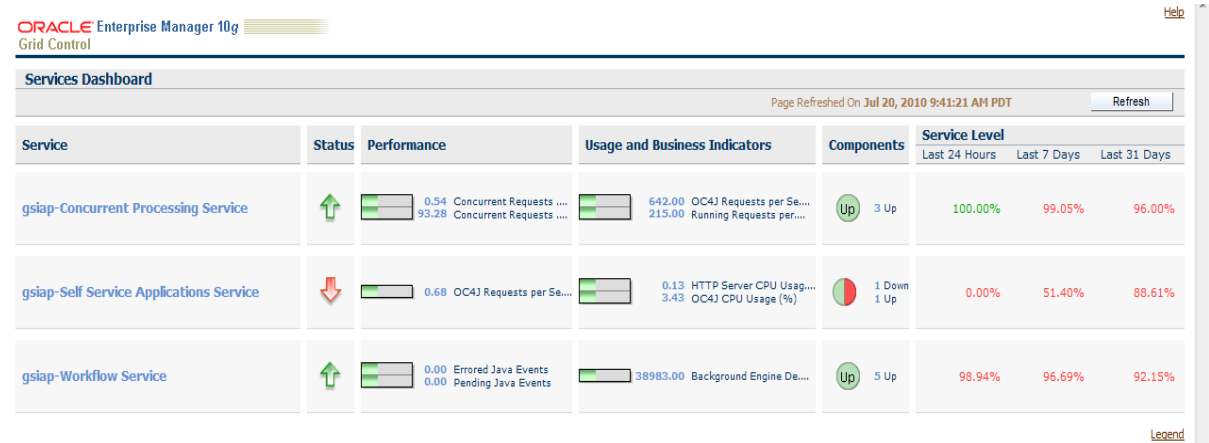 Help
ORACLE Enterprise Manager 10g
Grid Control
Services Dashboard
Page Refreshed On Jul 20, 2010 9:41:21 AM PDT Refresh
Service Status Performance Usage and Business Indicators Components Service Level
Last 24 Hours Last 7 Days Last 31 Days
gsiap-Concurrent Processing Service
0.54 Concurrent Requests ....
93.28 Concurrent Requests ....
642.00 OC4J Requests per Se....
215.00 Running Requests per....
Up 3 Up 100.00% 99.05% 96.00%
gsiap-Self Service Applications Service
0.68 OC4J Requests per Se....
0.13 HTTP Server CPU Usag....
3.43 OC4J CPU Usage (%)
1 Down
1 Up
0.00% 51.40% 88.61%
gsiap-Workflow Service
0.00 Errored Java Events
0.00 Pending Java Events
38983.00 Background Engine De....
Up 5 Up 98.94% 96.69% 92.15%
Legend